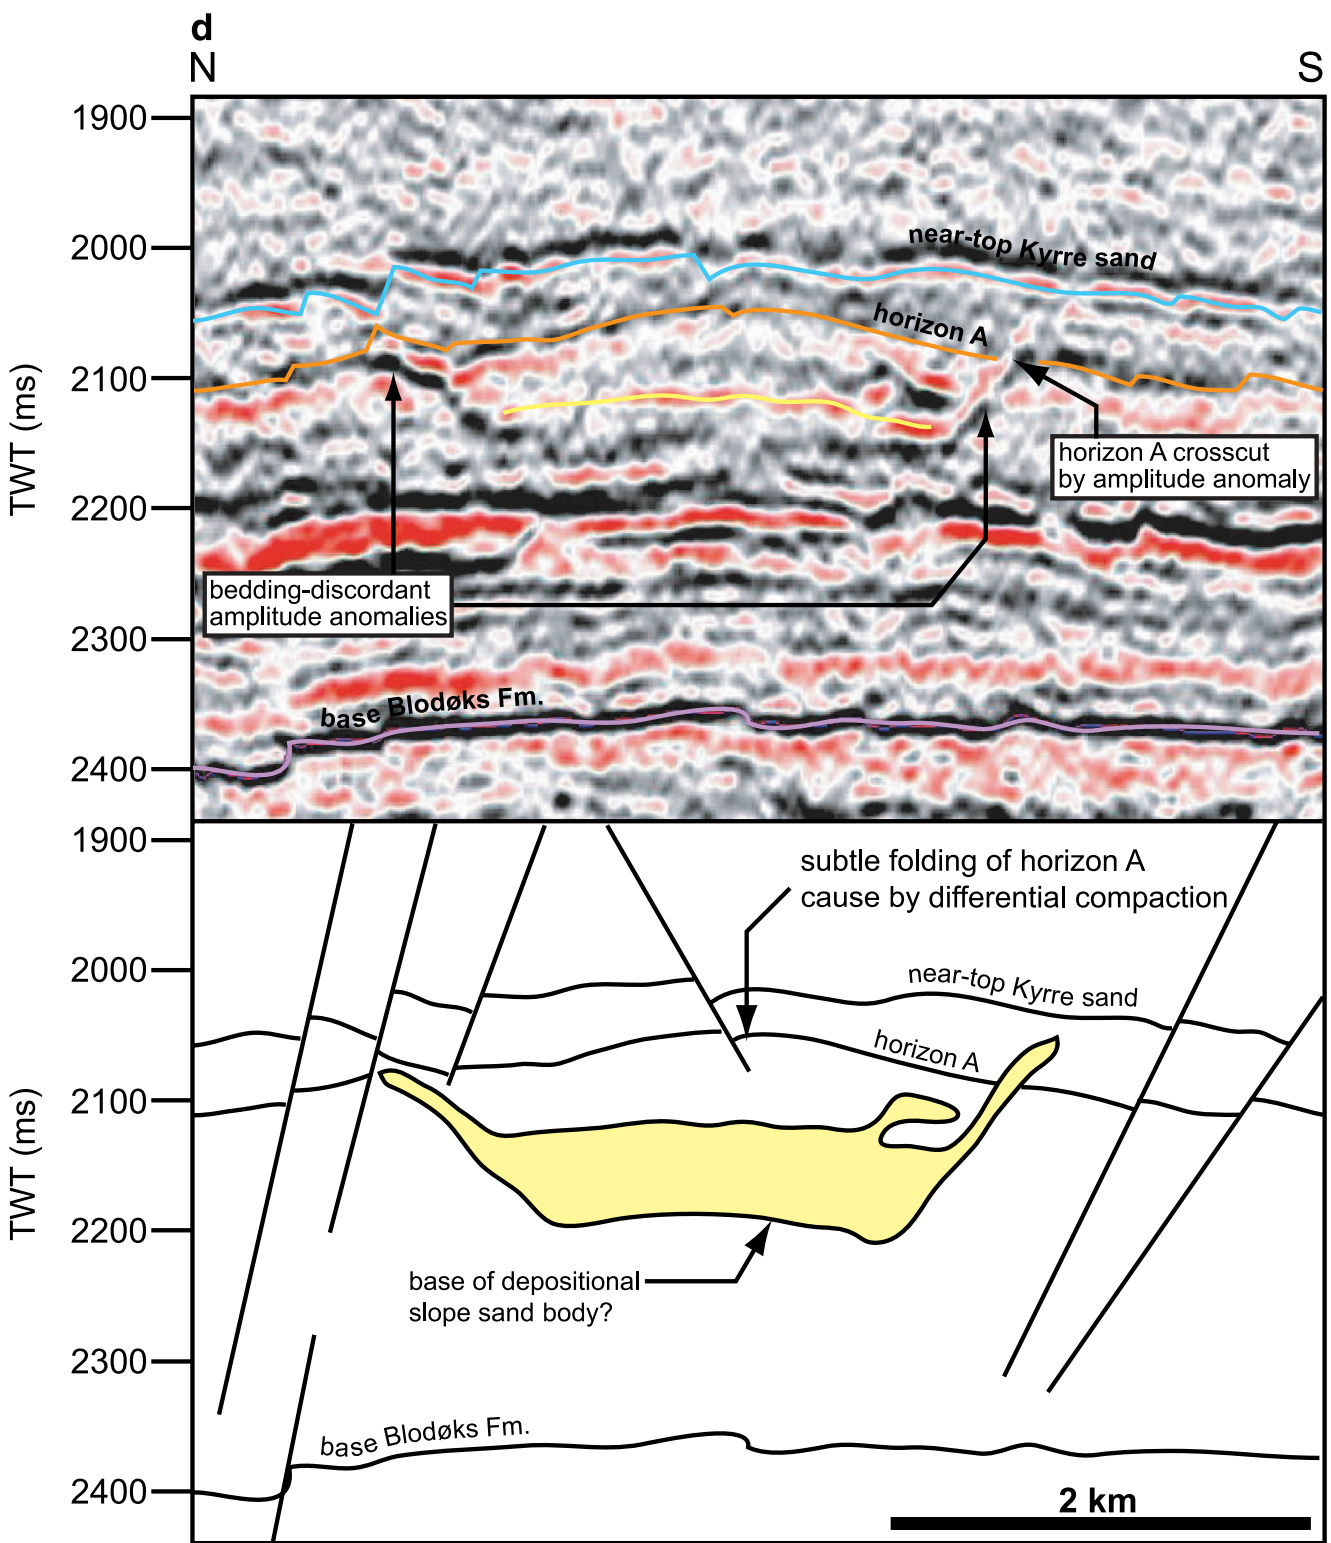 d
N
S
1900
2000
2100
2200
2300
2400
TWT (ms)
near-top Kyrre sand
horizon A
horizon A crosscut
by amplitude anomaly
bedding-discordant
amplitude anomalies
base Blodøks Fm.
1900
2000
2100
2200
2300
2400
TWT (ms)
subtle folding of horizon A
cause by differential compaction
near-top Kyrre sand
horizon A
base of depositional
slope sand body?
base Blodøks Fm.
2 km